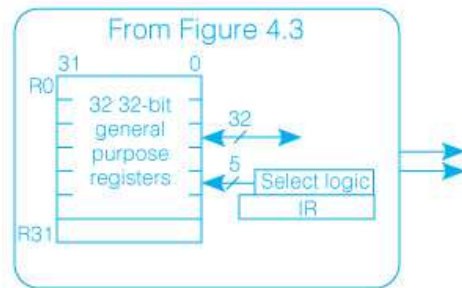 From Figure 4.3
31 0
R0
32 32-bit
general
purpose
registers
32
5
Select logic
IR
R31